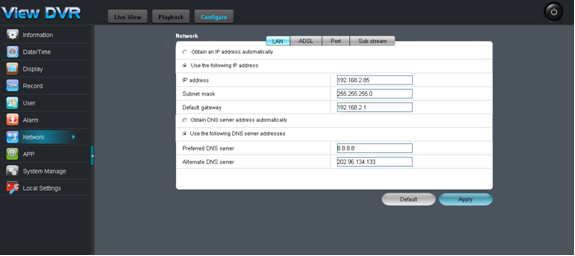 View DVR
Live View
Playback
Configure
Information
Date/Time
Display
Record
User
Alarm
Network
APP
System Manage
Local Settings
Network
LAN
ADSL
Port
Sub stream
Obtain an IP address automatically
Use the following IP address
IP address
192.168.2.85
Subnet mask
255.255.255.0
Default gateway
192.168.2.1
Obtain DNS server address automatically
Use the following DNS server addresses
Preferred DNS server
8.8.8.8
Alternate DNS server
202.96.134.133
Default
Apply